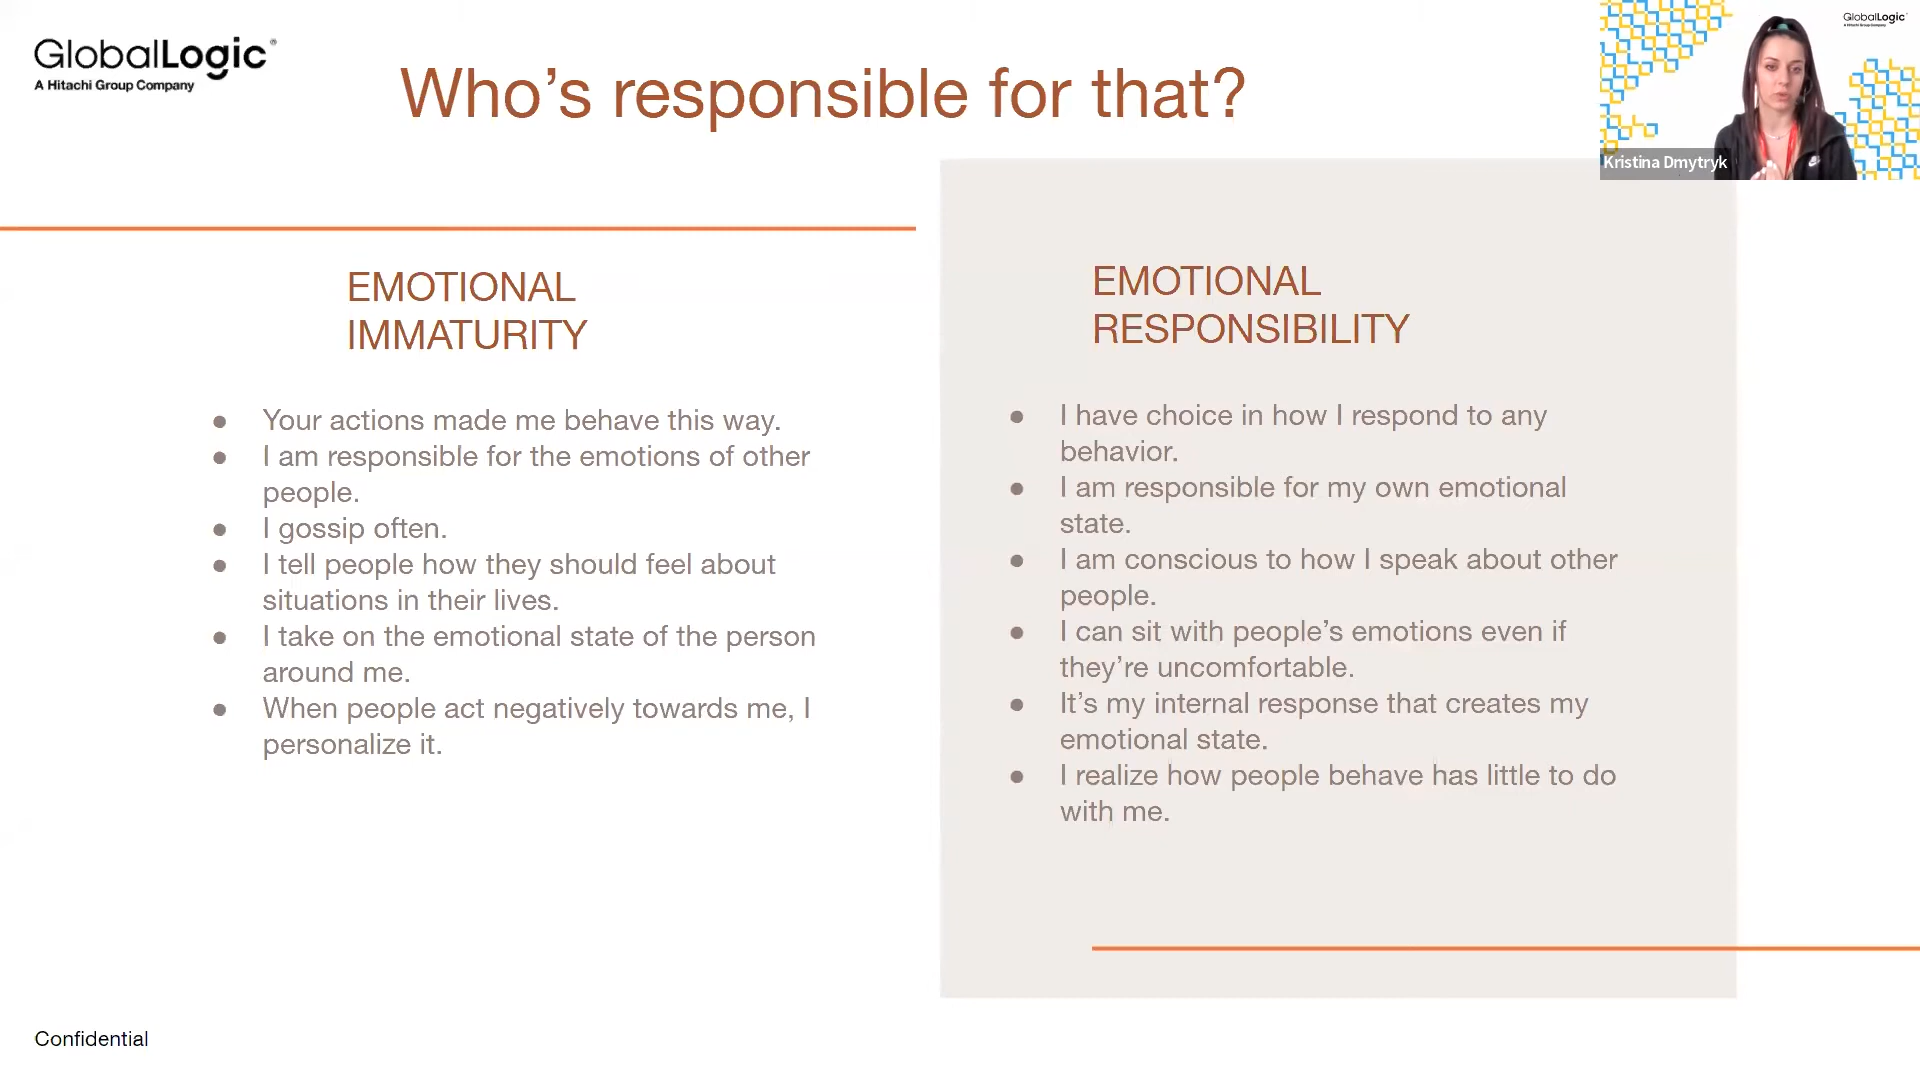 GlobalLogic®
A Hitachi Group Company
Who’s responsible for that?
GlobalLogic
A Hitachi Group Company
Kristina Dmytryk
EMOTIONAL
IMMATURITY
● Your actions made me behave this way.
● I am responsible for the emotions of other
people.
● I gossip often.
● I tell people how they should feel about
situations in their lives.
● I take on the emotional state of the person
around me.
● When people act negatively towards me, I
personalize it.
EMOTIONAL
RESPONSIBILITY
● I have choice in how I respond to any
behavior.
● I am responsible for my own emotional
state.
● I am conscious to how I speak about other
people.
● I can sit with people’s emotions even if
they’re uncomfortable.
● It’s my internal response that creates my
emotional state.
● I realize how people behave has little to do
with me.
Confidential